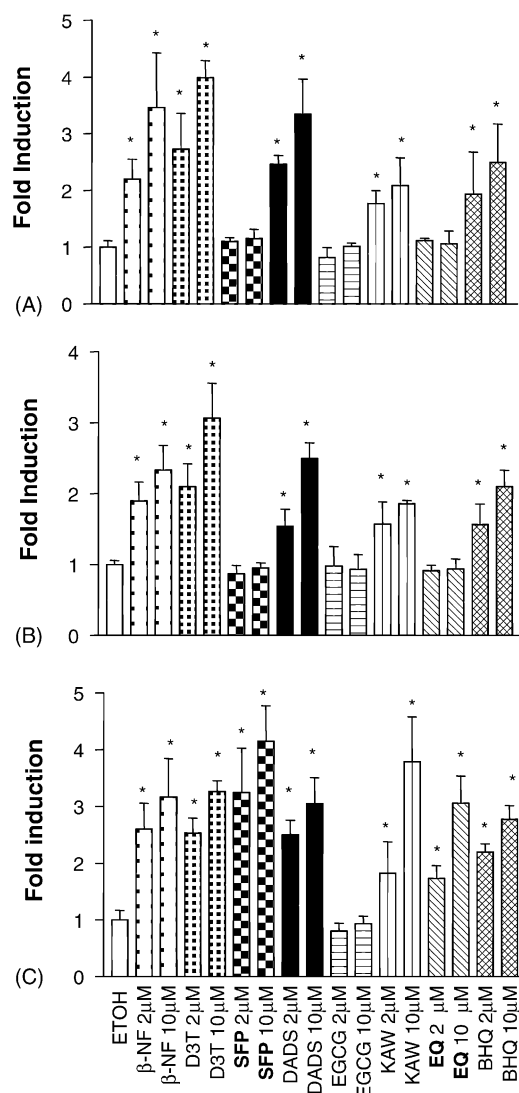 5
4
3
2
1
0
Fold Induction
(A)
* * * * * * * * * *
4
3
2
1
0
Fold Induction
(B)
* * * * * * * * * *
5
4
3
2
1
0
Fold induction
(C)
* * * * * * * * * * * * * *
ETOH
β-NF 2μM
β-NF 10μM
D3T 2μM
D3T 10μM
SFP 2μM
SFP 10μM
DADS 2μM
DADS 10μM
EGCG 2μM
EGCG 10μM
KAW 2μM
KAW 10μM
EQ 2 μM
EQ 10 μM
BHQ 2μM
BHQ 10μM